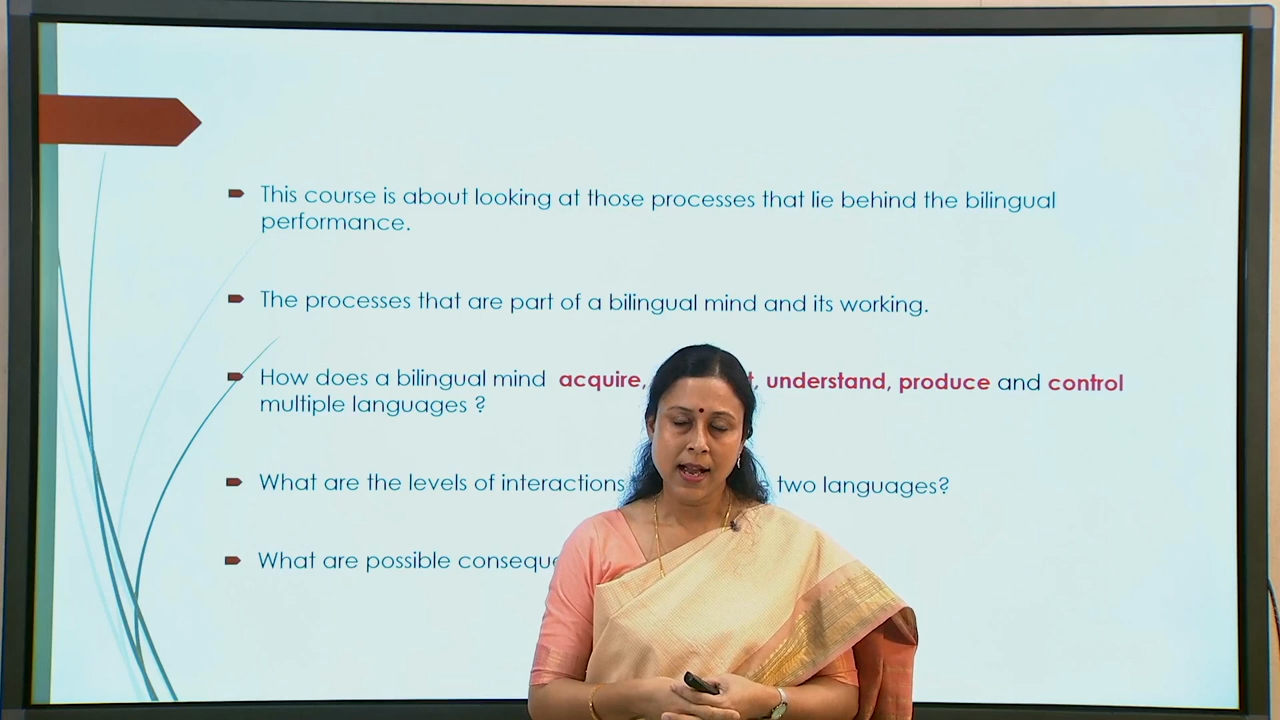 This course is about looking at those processes that lie behind the bilingual
performance.
The processes that are part of a bilingual mind and its working.
How does a bilingual mind acquire, understand, produce and control
multiple languages ?
What are the levels of interactions two languages?
What are possible